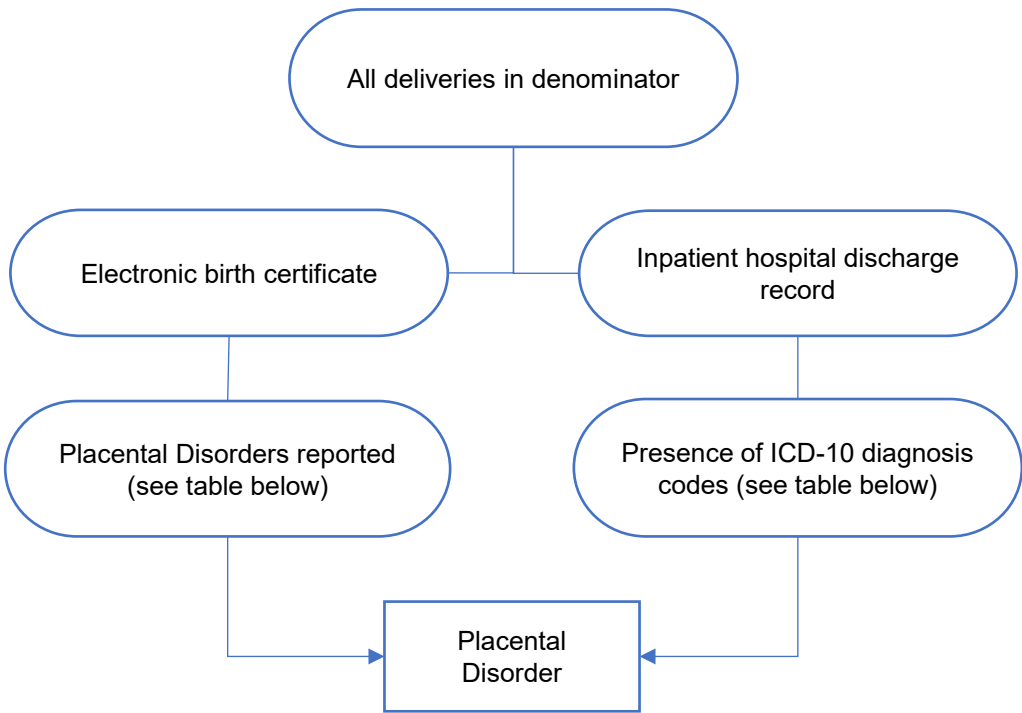 All deliveries in denominator
Electronic birth certificate
Inpatient hospital discharge
record
Placental Disorders reported
(see table below)
Presence of ICD-10 diagnosis
codes (see table below)
Placental
Disorder